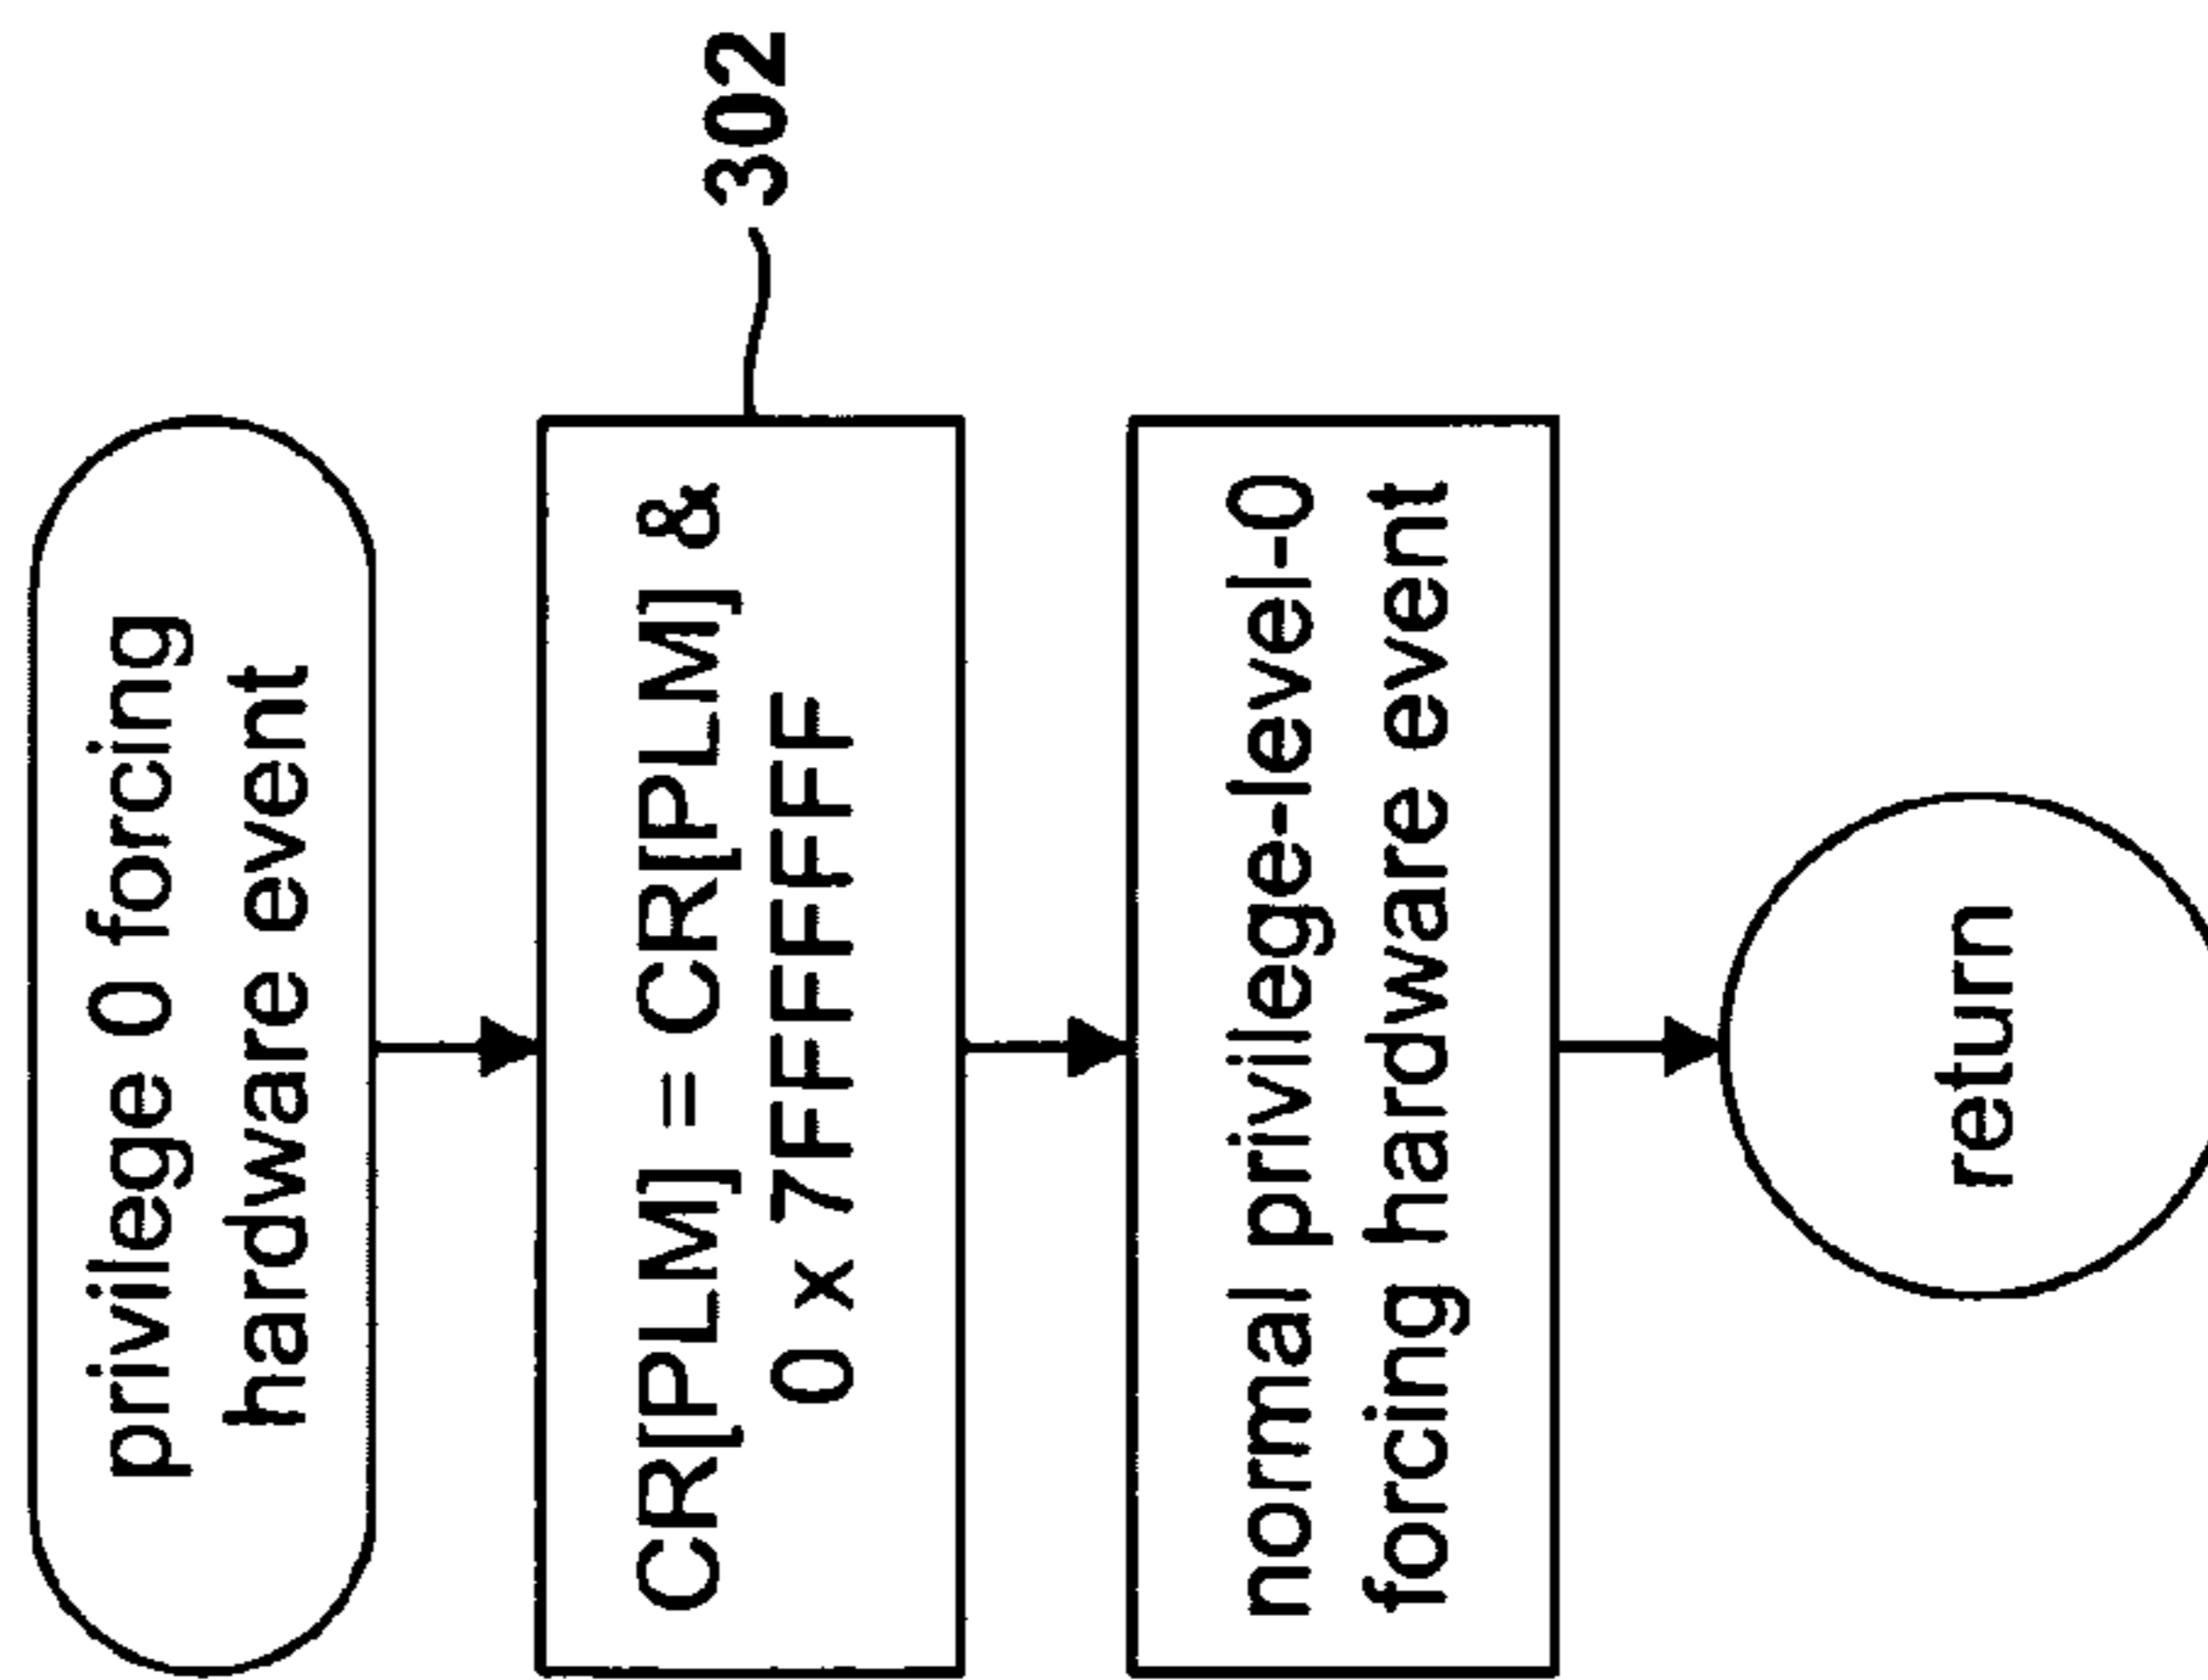 privilege 0 forcing
hardware event
CR[PLM] = CR[PLM] &
0 x 7FFFFFFF
302
normal privilege-level-0
forcing hardware event
return